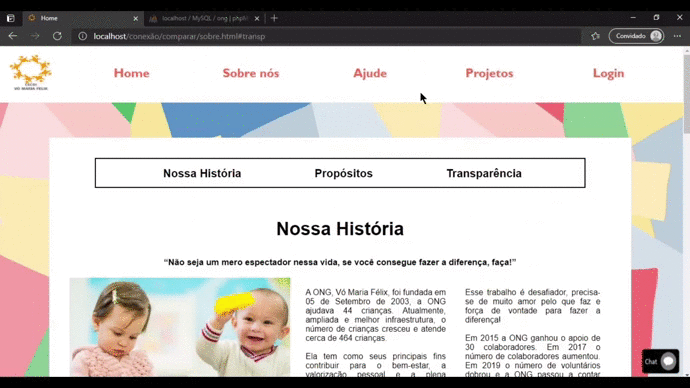 Home
localhost / MySQL / ong | phpM
localhost/conexão/comparar/sobre.html#transp
Convidado
VÓ MARIA FÉLIX
Home Sobre nós Ajude Projetos Login
Nossa História Propósitos Transparência
Nossa História
“Não seja um mero espectador nessa vida, se você consegue fazer a diferença, faça!”
A ONG, Vó Maria Félix, foi fundada em
05 de Setembro de 2003, a ONG
ajudava 44 crianças. Atualmente,
ampliada e melhor infraestrutura, o
número de crianças cresceu e atende
cerca de 464 crianças.
Ela tem como seus principais fins
contribuir para o bem-estar, a
valorização pessoal e a plena
Esse trabalho é desafiador, precisa-
se de muito amor pelo que faz e
força de vontade para fazer a
diferença!
Em 2015 a ONG ganhou o apoio de
30 colaboradores. Em 2017 o
número de colaboradores aumentou.
Em 2019 o número de voluntários
dobrou e a ONG passou a contar
Chat